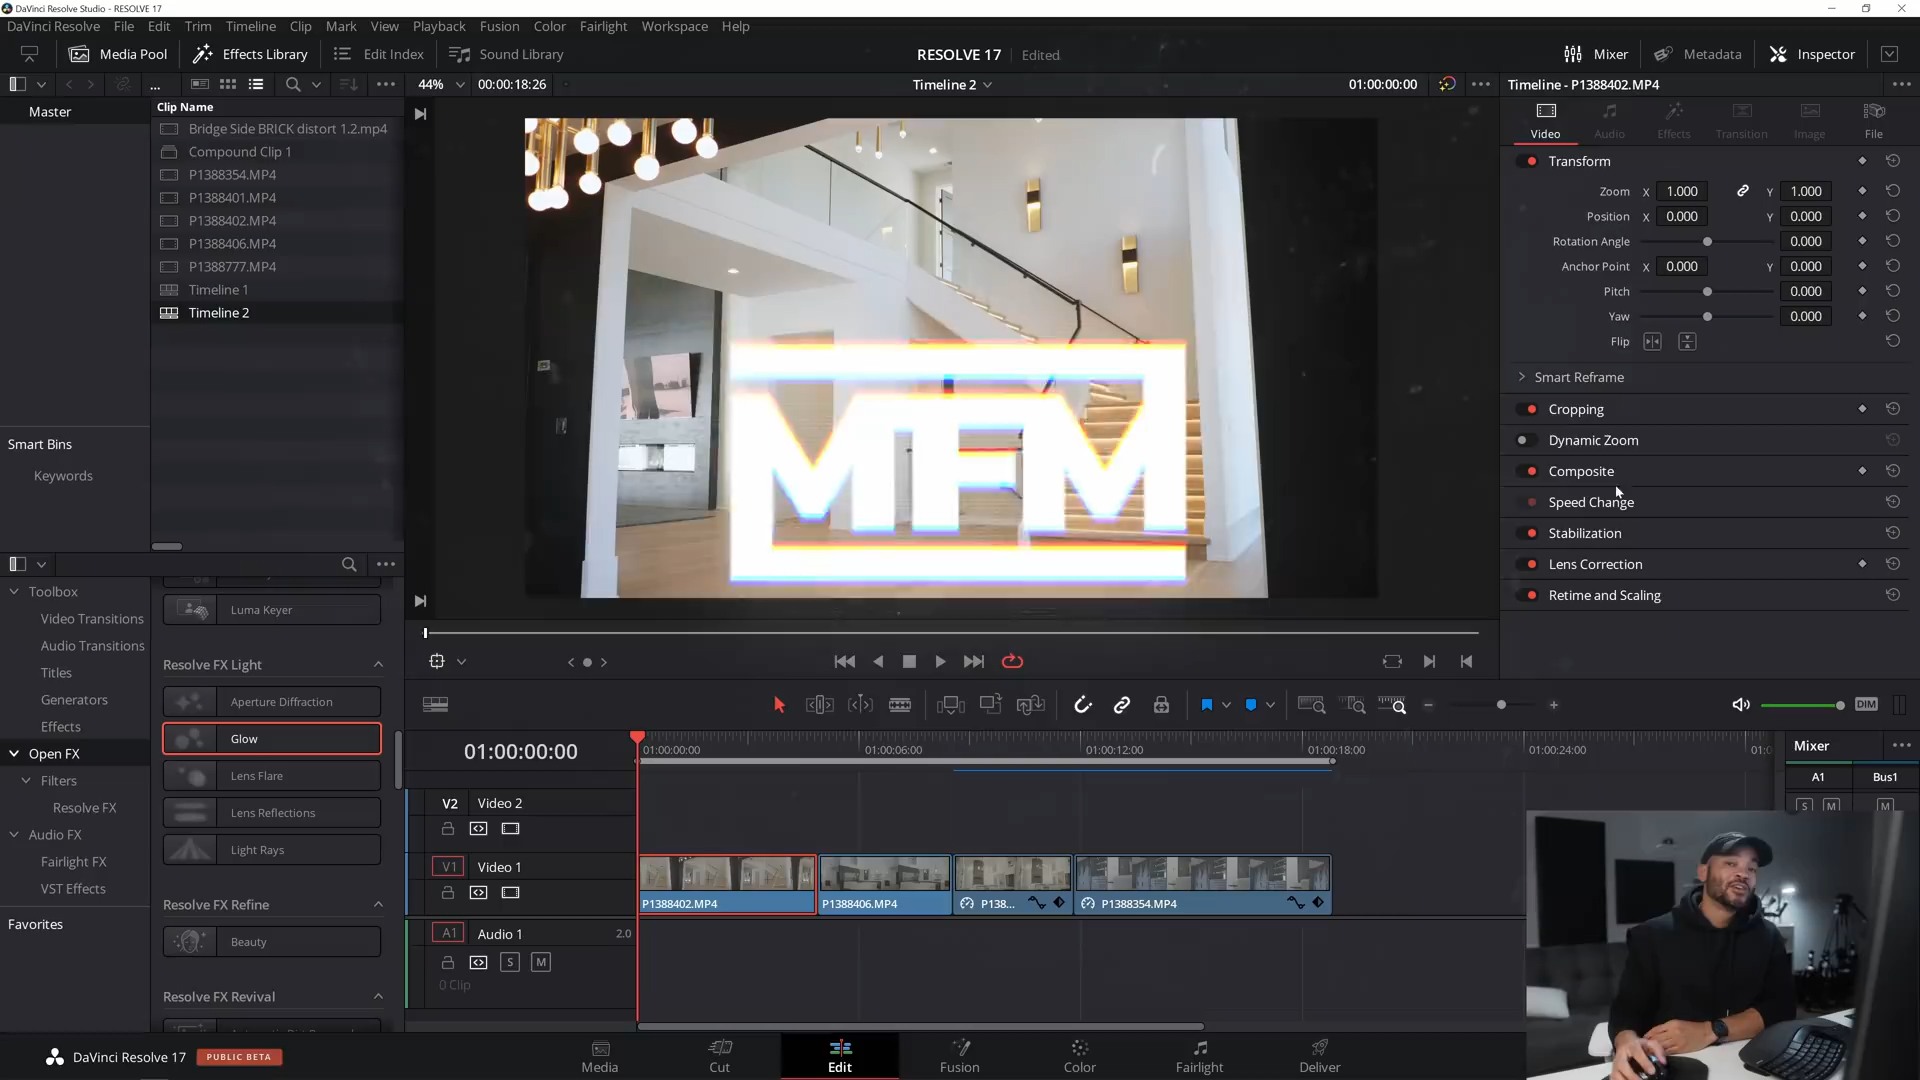 DaVinci Resolve Studio - RESOLVE 17
DaVinci Resolve File Edit Trim Timeline Clip Mark View Playback Fusion Color Fairlight Workspace Help
Media Pool Effects Library Edit Index Sound Library RESOLVE 17 Edited Mixer Metadata Inspector
44% 00:00:18:26 Timeline 2 01:00:00:00 Timeline - P1388402.MP4
Master
Clip Name
Bridge Side BRICK distort 1.2.mp4
Compound Clip 1
P1388354.MP4
P1388401.MP4
P1388402.MP4
P1388406.MP4
P1388777.MP4
Timeline 1
Timeline 2
Smart Bins
Keywords
MFM
Video Audio Effects Transition Image File
Transform
Zoom X 1.000 Y 1.000
Position X 0.000 Y 0.000
Rotation Angle 0.000
Anchor Point X 0.000 Y 0.000
Pitch 0.000
Yaw 0.000
Flip
Smart Reframe
Cropping
Dynamic Zoom
Composite
Speed Change
Stabilization
Lens Correction
Retime and Scaling
Toolbox
Video Transitions
Audio Transitions
Titles
Generators
Effects
Open FX
Filters
Resolve FX
Audio FX
Fairlight FX
VST Effects
Favorites
Luma Keyer
Resolve FX Light
Aperture Diffraction
Glow
Lens Flare
Lens Reflections
Light Rays
Resolve FX Refine
Beauty
Resolve FX Revival
DIM
01:00:00:00
01:00:00:00 01:00:06:00 01:00:12:00 01:00:18:00 01:00:24:00
V2 Video 2
V1 Video 1
P1388402.MP4 P1388406.MP4 P138... P1388354.MP4
A1 Audio 1 2.0
S M
0 Clip
Mixer
A1 Bus1
S M M
DaVinci Resolve 17 PUBLIC BETA
Media Cut Edit Fusion Color Fairlight Deliver